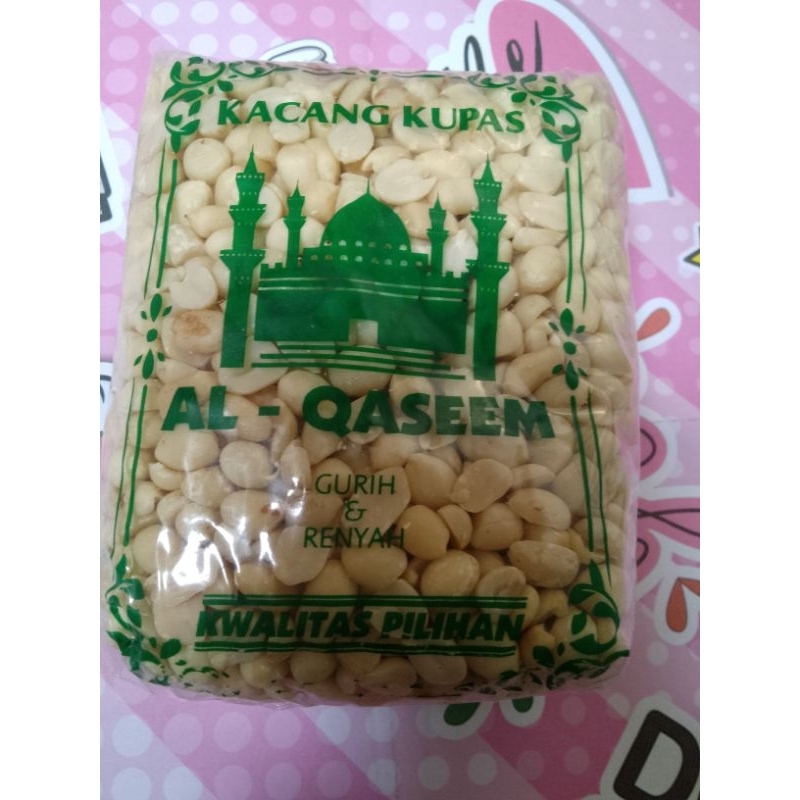 KACANG KUPAS
AL - QASEEM
GURIH
&
RENYAH
KWALITAS PILIHAN